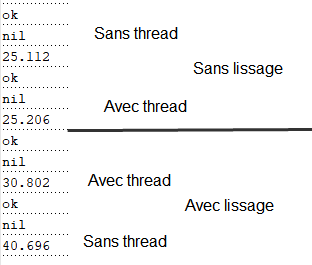 ok
Sans thread
nil
25.112
Sans lissage
ok
nil
Avec thread
25.206
ok
nil
30.802
Avec thread
ok
Avec lissage
nil
40.696
Sans thread